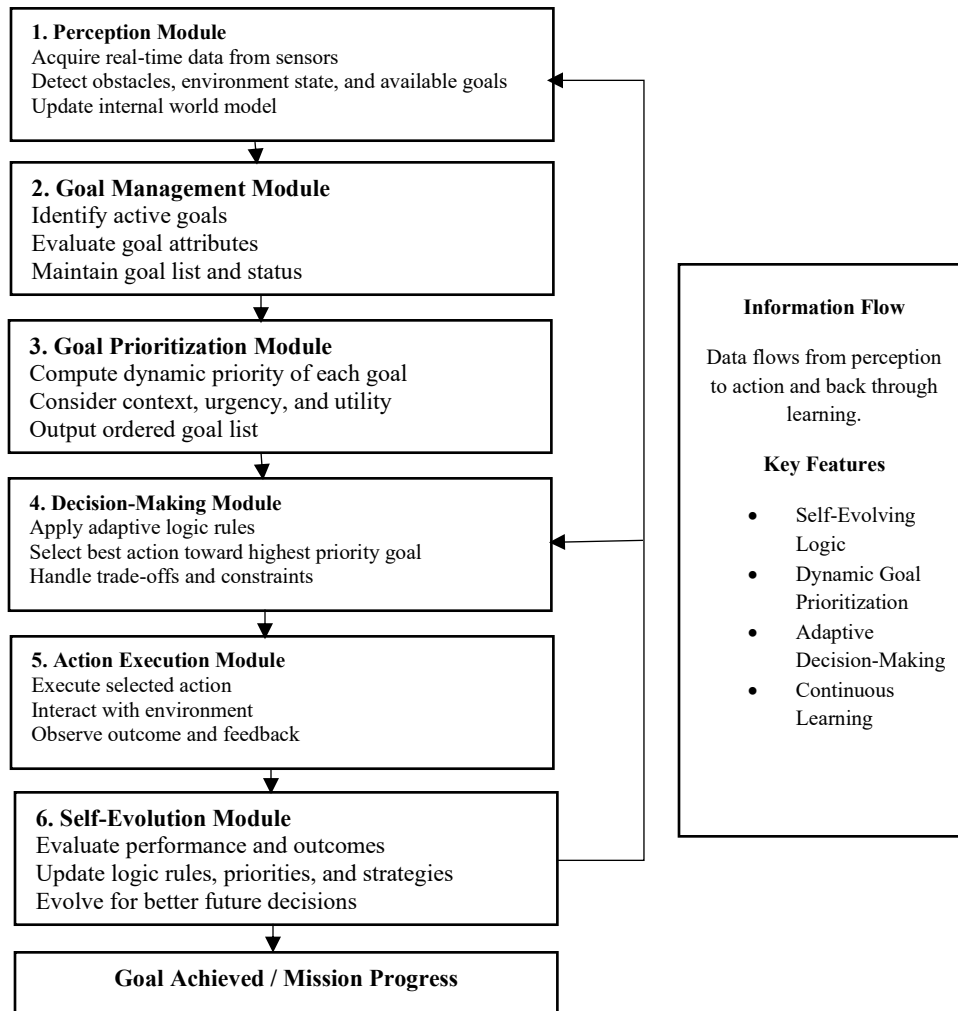 1. Perception Module
Acquire real-time data from sensors
Detect obstacles, environment state, and available goals
Update internal world model
2. Goal Management Module
Identify active goals
Evaluate goal attributes
Maintain goal list and status
3. Goal Prioritization Module
Compute dynamic priority of each goal
Consider context, urgency, and utility
Output ordered goal list
4. Decision-Making Module
Apply adaptive logic rules
Select best action toward highest priority goal
Handle trade-offs and constraints
5. Action Execution Module
Execute selected action
Interact with environment
Observe outcome and feedback
6. Self-Evolution Module
Evaluate performance and outcomes
Update logic rules, priorities, and strategies
Evolve for better future decisions
Goal Achieved / Mission Progress
Information Flow
Data flows from perception
to action and back through
learning.
Key Features
• Self-Evolving
Logic
• Dynamic Goal
Prioritization
• Adaptive
Decision-Making
• Continuous
Learning